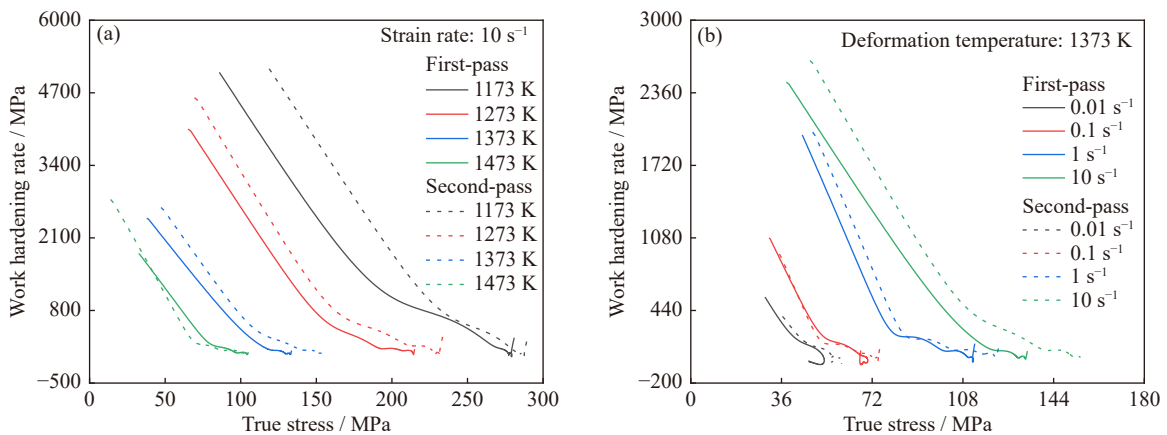 (a)
Strain rate: 10 s⁻¹
First-pass
1173 K
1273 K
1373 K
1473 K
Second-pass
1173 K
1273 K
1373 K
1473 K
6000
4700
3400
2100
800
−500
Work hardening rate / MPa
0 50 100 150 200 250 300
True stress / MPa
(b)
Deformation temperature: 1373 K
First-pass
0.01 s⁻¹
0.1 s⁻¹
1 s⁻¹
10 s⁻¹
Second-pass
0.01 s⁻¹
0.1 s⁻¹
1 s⁻¹
10 s⁻¹
3000
2360
1720
1080
440
−200
Work hardening rate / MPa
0 36 72 108 144 180
True stress / MPa